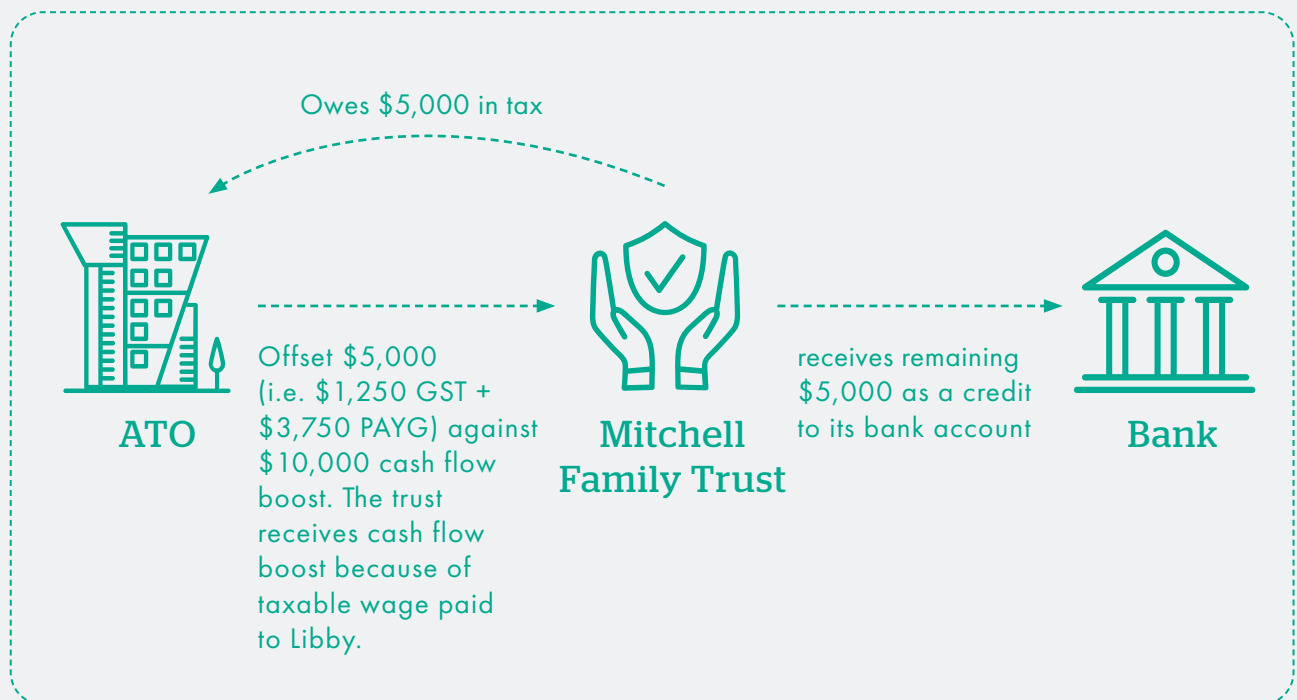 Owes $5,000 in tax
Offset $5,000
(i.e. $1,250 GST +
$3,750 PAYG) against
$10,000 cash flow
boost. The trust
receives cash flow
boost because of
taxable wage paid
to Libby.
receives remaining
$5,000 as a credit
to its bank account
ATO
Mitchell
Family Trust
Bank